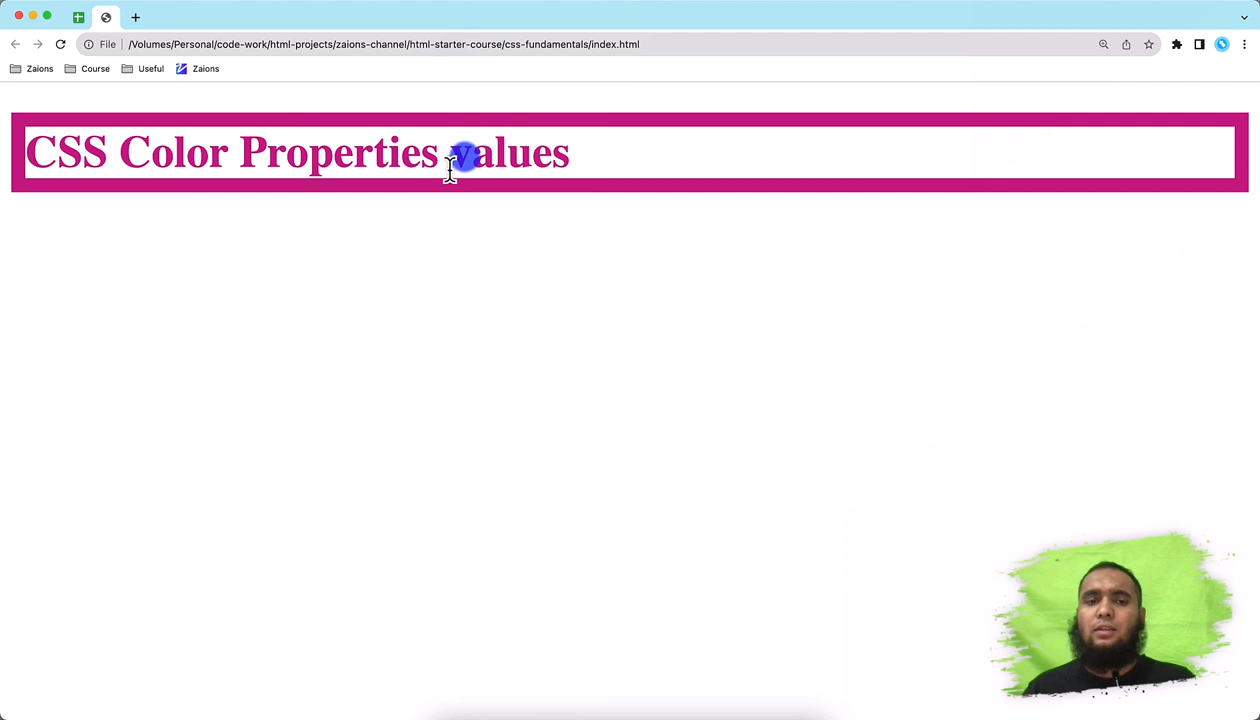 File /Volumes/Personal/code-work/html-projects/zaions-channel/html-starter-course/css-fundamentals/index.html
Zaions Course Useful Zaions
CSS Color Properties values